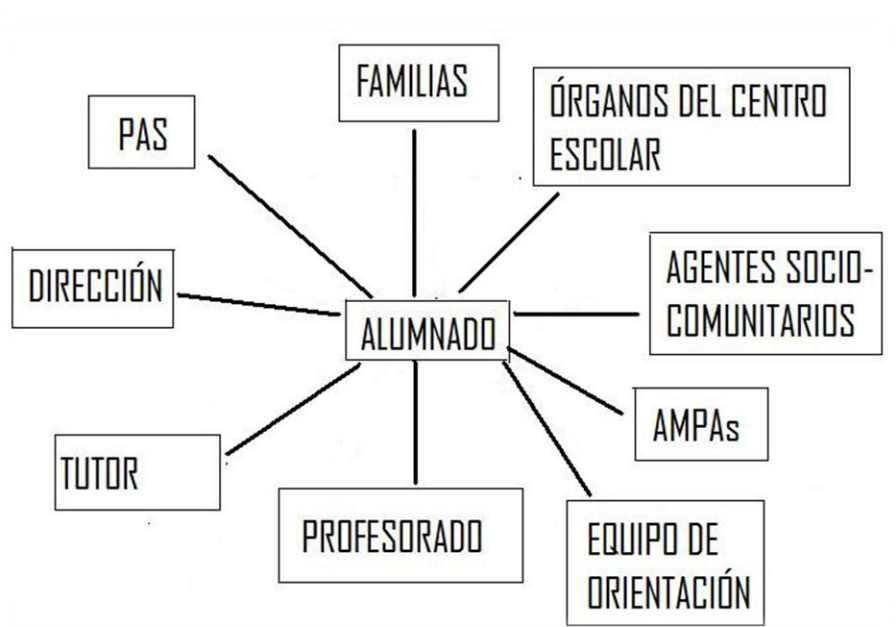 FAMILIAS
PAS
ÓRGANOS DEL CENTRO
ESCOLAR
DIRECCIÓN
AGENTES SOCIO-
COMUNITARIOS
ALUMNADO
AMPAs
TUTOR
PROFESORADO
EQUIPO DE
ORIENTACIÓN